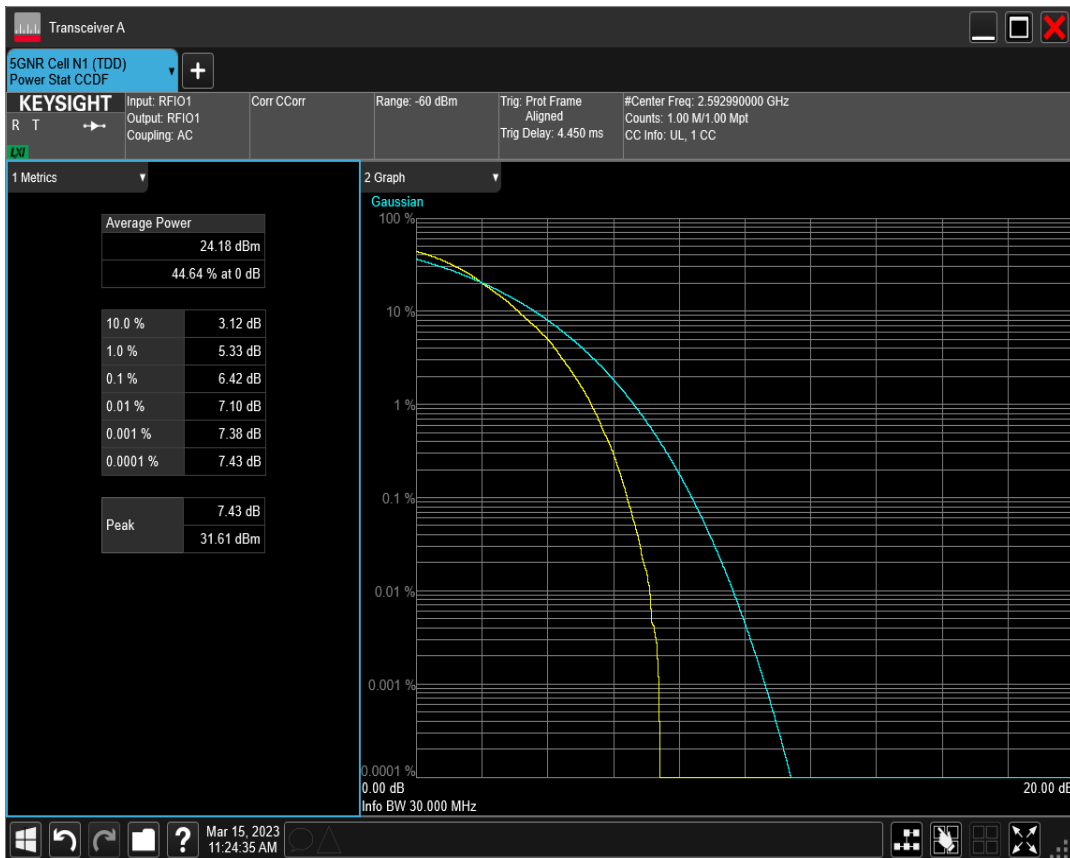 Transceiver A
5GNR Cell N1 (TDD)
Power Stat CCDF
KEYSIGHT
R T
LXI
Input: RFIO1
Output: RFIO1
Coupling: AC
Corr CCorr
Range: -60 dBm
Trig: Prot Frame
Aligned
Trig Delay: 4.450 ms
#Center Freq: 2.592990000 GHz
Counts: 1.00 M/1.00 Mpt
CC Info: UL, 1 CC
1 Metrics
Average Power
24.18 dBm
44.64 % at 0 dB
10.0 % 3.12 dB
1.0 % 5.33 dB
0.1 % 6.42 dB
0.01 % 7.10 dB
0.001 % 7.38 dB
0.0001 % 7.43 dB
Peak
7.43 dB
31.61 dBm
2 Graph
Gaussian
100 %
10 %
1 %
0.1 %
0.01 %
0.001 %
0.0001 %
0.00 dB 20.00 dB
Info BW 30.000 MHz
?
Mar 15, 2023
11:24:35 AM